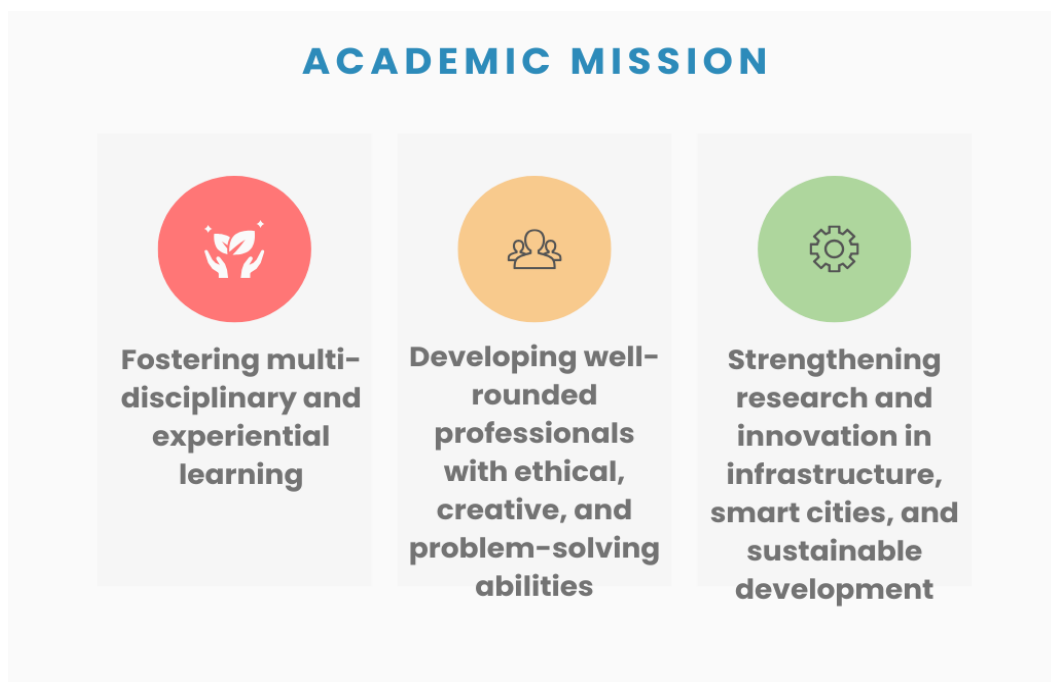 ACADEMIC MISSION
Fostering multi-
disciplinary and
experiential
learning
Developing well-
rounded
professionals
with ethical,
creative, and
problem-solving
abilities
Strengthening
research and
innovation in
infrastructure,
smart cities, and
sustainable
development